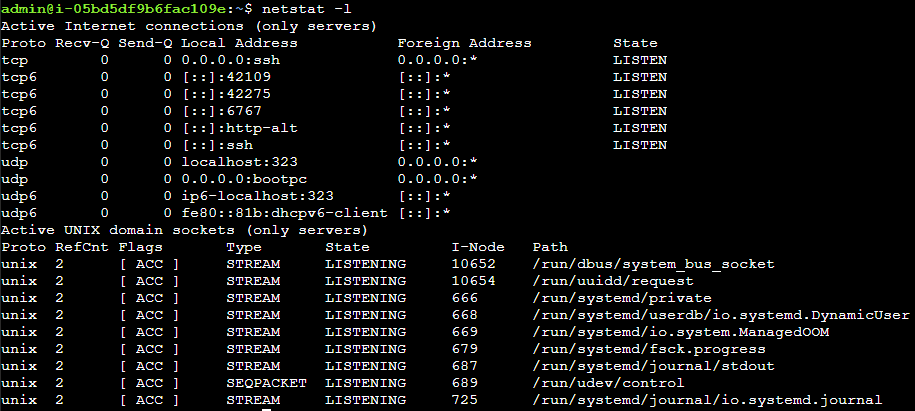 admin@i-05bd5df9b6fac109e:~$ netstat -l
Active Internet connections (only servers)
Proto Recv-Q Send-Q Local Address           Foreign Address         State
tcp        0      0 0.0.0.0:ssh             0.0.0.0:*               LISTEN
tcp6       0      0 [::]:42109              [::]:*                  LISTEN
tcp6       0      0 [::]:42275              [::]:*                  LISTEN
tcp6       0      0 [::]:6767               [::]:*                  LISTEN
tcp6       0      0 [::]:http-alt           [::]:*                  LISTEN
tcp6       0      0 [::]:ssh                [::]:*                  LISTEN
udp        0      0 localhost:323           0.0.0.0:*
udp        0      0 0.0.0.0:bootpc          0.0.0.0:*
udp6       0      0 ip6-localhost:323       [::]:*
udp6       0      0 fe80::81b:dhcpv6-client [::]:*
Active UNIX domain sockets (only servers)
Proto RefCnt Flags       Type       State         I-Node   Path
unix  2      [ ACC ]     STREAM     LISTENING     10652    /run/dbus/system_bus_socket
unix  2      [ ACC ]     STREAM     LISTENING     10654    /run/uuidd/request
unix  2      [ ACC ]     STREAM     LISTENING     666      /run/systemd/private
unix  2      [ ACC ]     STREAM     LISTENING     668      /run/systemd/userdb/io.systemd.DynamicUser
unix  2      [ ACC ]     STREAM     LISTENING     669      /run/systemd/io.system.ManagedOOM
unix  2      [ ACC ]     STREAM     LISTENING     679      /run/systemd/fsck.progress
unix  2      [ ACC ]     STREAM     LISTENING     687      /run/systemd/journal/stdout
unix  2      [ ACC ]     SEQPACKET  LISTENING     689      /run/udev/control
unix  2      [ ACC ]     STREAM     LISTENING     725      /run/systemd/journal/io.systemd.journal